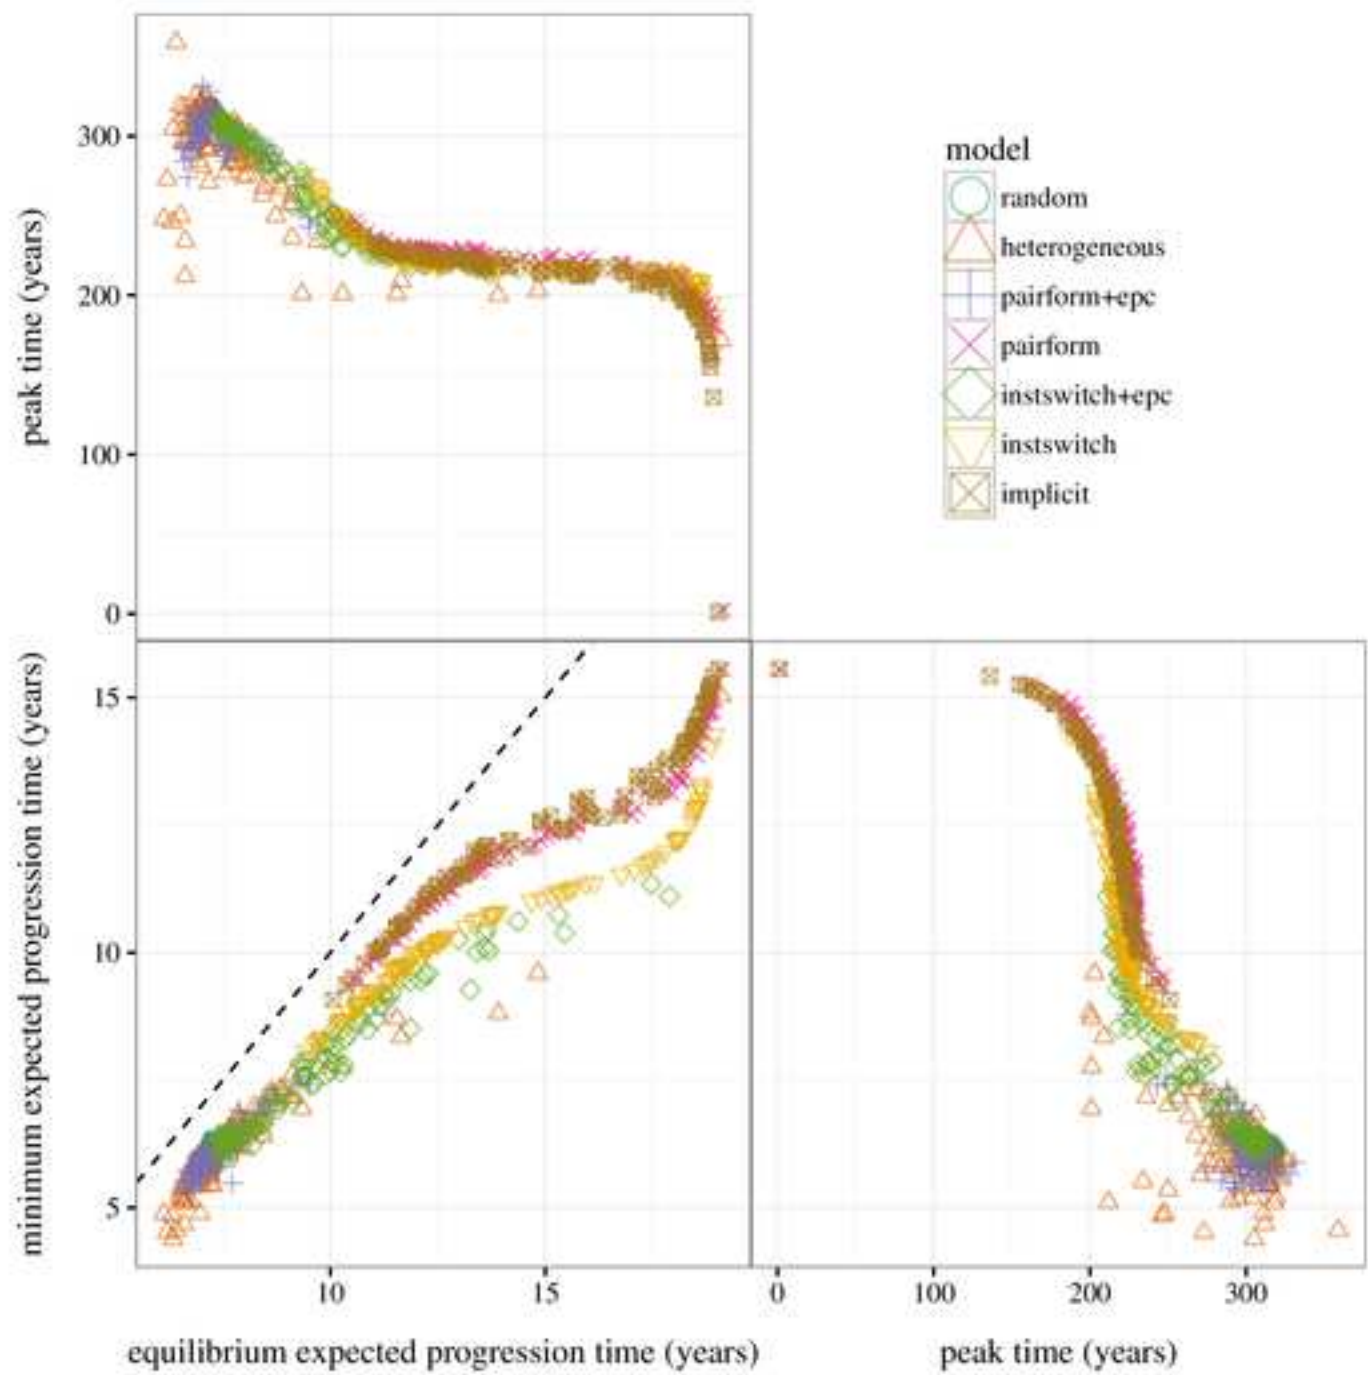 peak time (years)
300
200
100
0
model
random
heterogeneous
pairform+epc
pairform
instswitch+epc
instswitch
implicit
minimum expected progression time (years)
15
10
5
10 15
0 100 200 300
equilibrium expected progression time (years)
peak time (years)